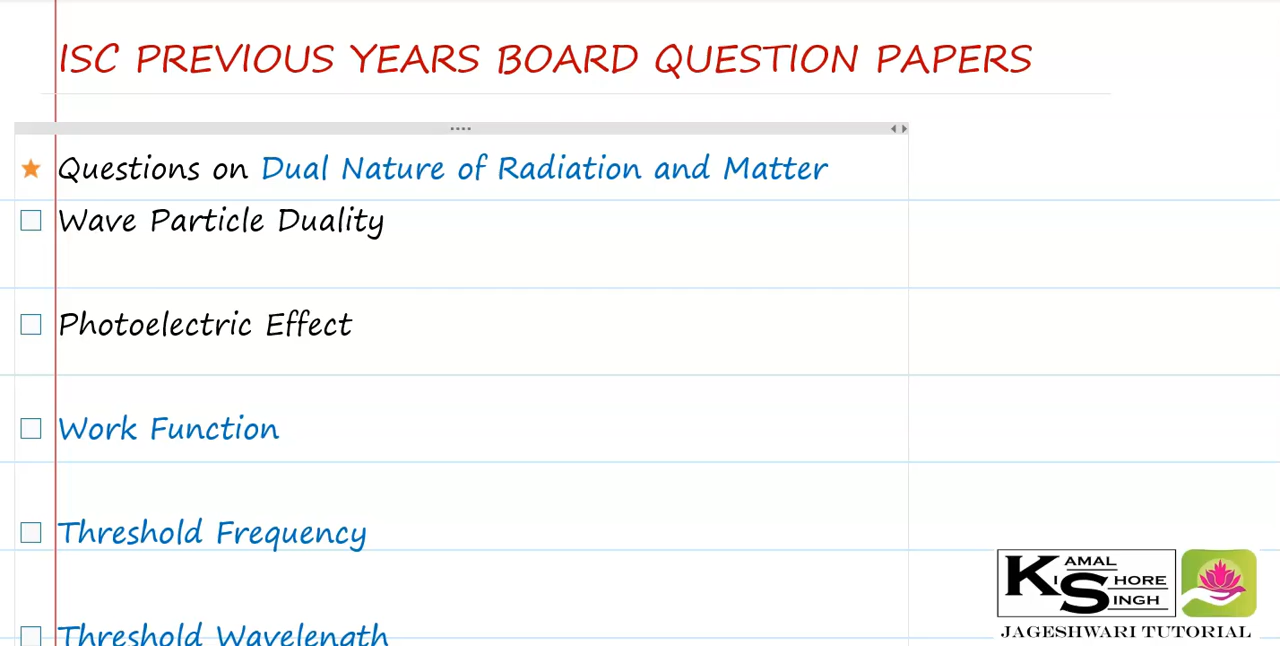 ISC PREVIOUS YEARS BOARD QUESTION PAPERS
Questions on Dual Nature of Radiation and Matter
Wave Particle Duality
Photoelectric Effect
Work Function
Threshold Frequency
Threshold Wavelength
KAMAL
KISHORE
SINGH
JAGESHWARI TUTORIAL